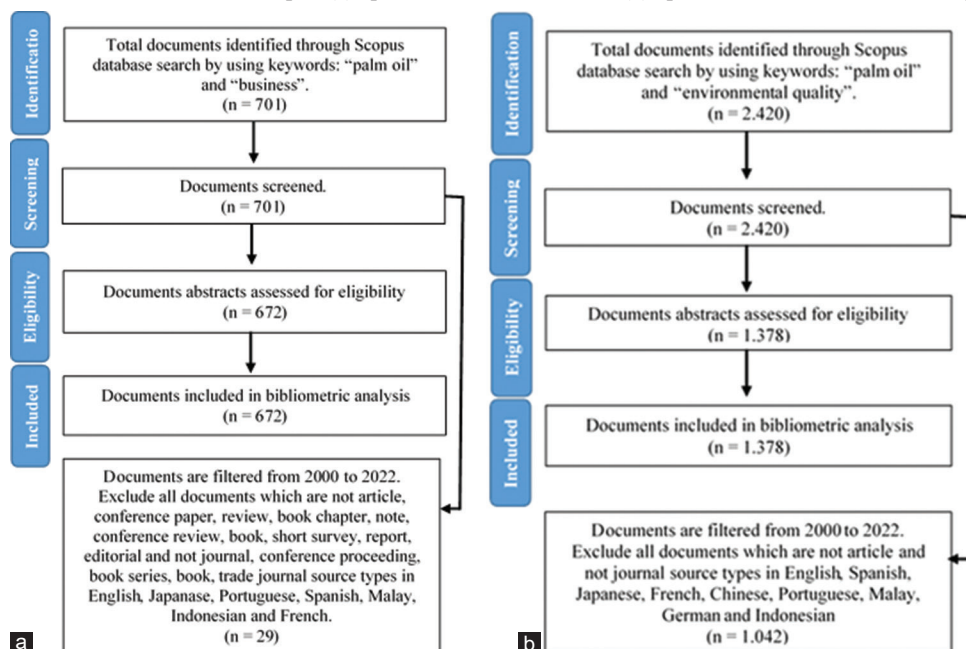 Identificatio
Total documents identified through Scopus
database search by using keywords: “palm oil”
and “business”.
(n = 701)
Screening
Documents screened.
(n = 701)
Eligibility
Documents abstracts assessed for eligibility
(n = 672)
Included
Documents included in bibliometric analysis
(n = 672)
Documents are filtered from 2000 to 2022.
Exclude all documents which are not article,
conference paper, review, book chapter, note,
conference review, book, short survey, report,
editorial and not journal, conference proceeding,
book series, book, trade journal source types in
English, Japanase, Portuguese, Spanish, Malay,
Indonesian and French.
(n = 29)
a
Identification
Total documents identified through Scopus
database search by using keywords: “palm oil”
and “environmental quality”.
(n = 2.420)
Screening
Documents screened.
(n = 2.420)
Eligibility
Documents abstracts assessed for eligibility
(n = 1.378)
Included
Documents included in bibliometric analysis
(n = 1.378)
Documents are filtered from 2000 to 2022.
Exclude all documents which are not article and
not journal source types in English, Spanish,
Japanese, French, Chinese, Portuguese, Malay,
German and Indonesian
(n = 1.042)
b